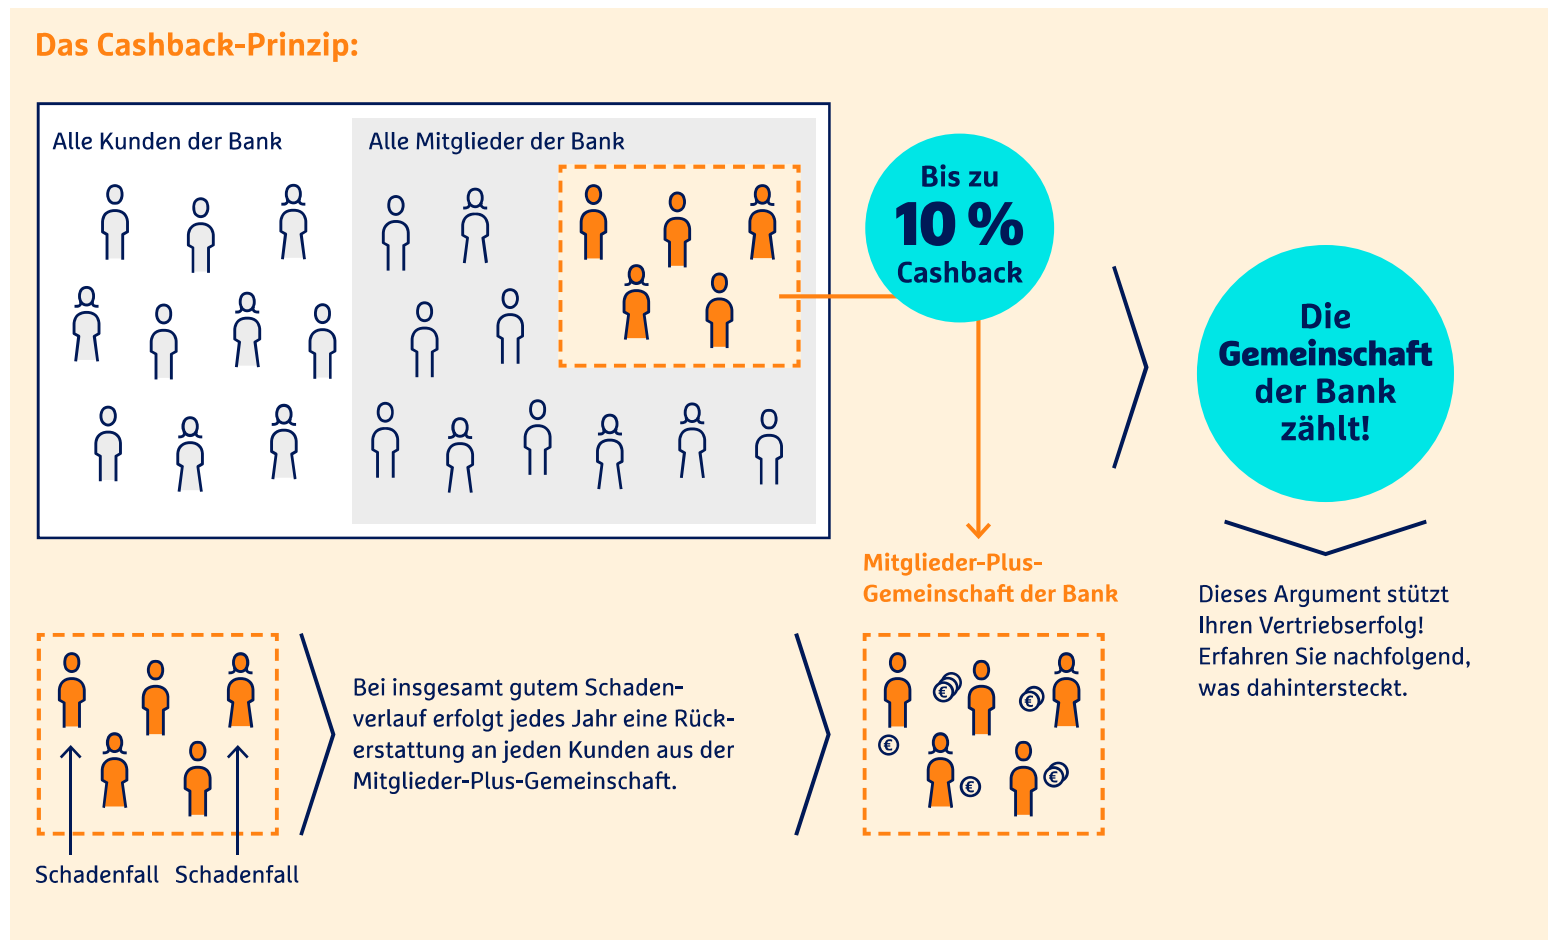 Das Cashback-Prinzip:
Alle Kunden der Bank
Alle Mitglieder der Bank
Bis zu
10 %
Cashback
Die
Gemeinschaft
der Bank
zählt!
Mitglieder-Plus-
Gemeinschaft der Bank
Dieses Argument stützt
Ihren Vertriebserfolg!
Erfahren Sie nachfolgend,
was dahintersteckt.
Bei insgesamt gutem Schaden-
verlauf erfolgt jedes Jahr eine Rück-
erstattung an jeden Kunden aus der
Mitglieder-Plus-Gemeinschaft.
€
€
€
€
€
Schadenfall
Schadenfall